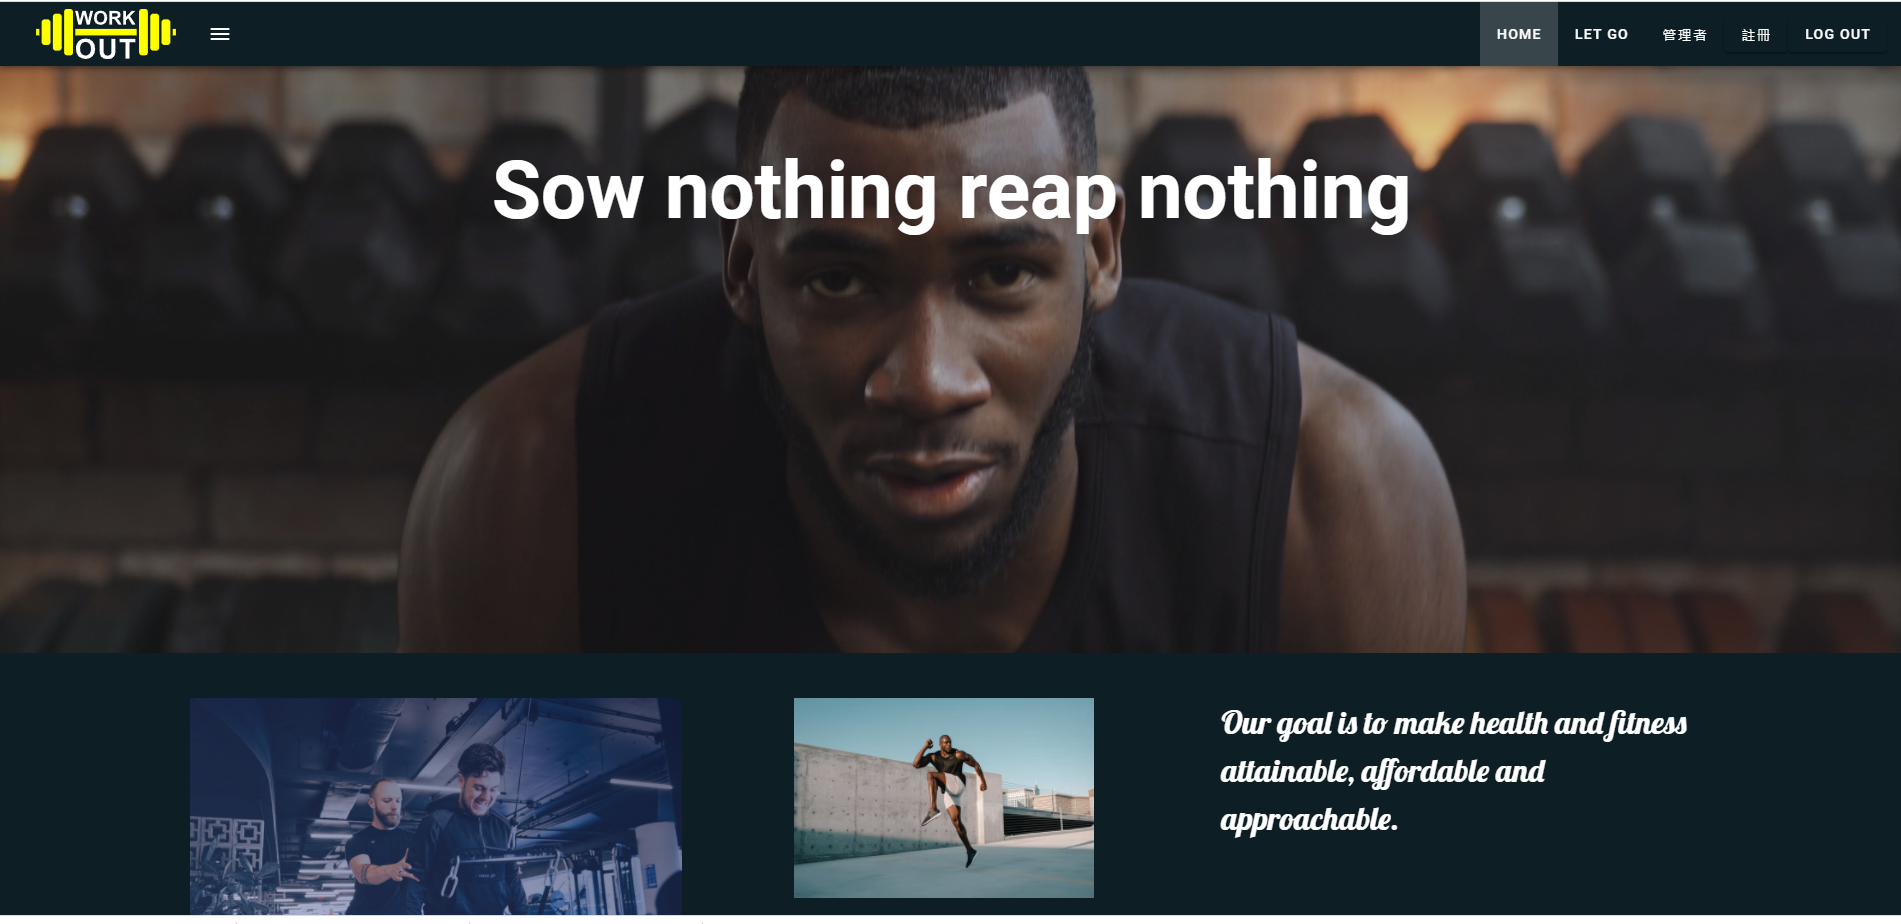 WORK
OUT
HOME
LET GO
管理者
註冊
LOG OUT
Sow nothing reap nothing
Our goal is to make health and fitness
attainable, affordable and
approachable.